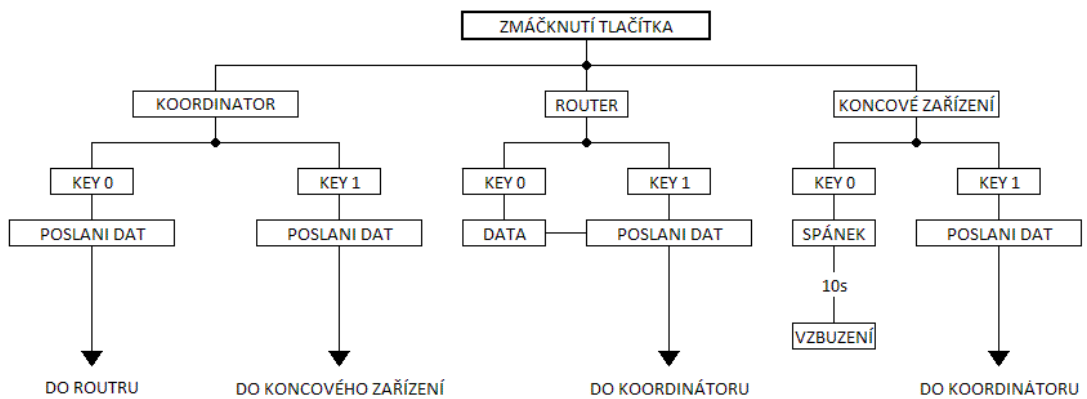 ZMÁČKNUTÍ TLAČÍTKA
KOORDINATOR
ROUTER
KONCOVÉ ZAŘÍZENÍ
KEY 0
KEY 1
KEY 0
KEY 1
KEY 0
KEY 1
POSLANI DAT
POSLANI DAT
DATA
POSLANI DAT
SPÁNEK
POSLANI DAT
10s
VZBUZENÍ
DO ROUTRU
DO KONCOVÉHO ZAŘÍZENÍ
DO KOORDINÁTORU
DO KOORDINÁTORU